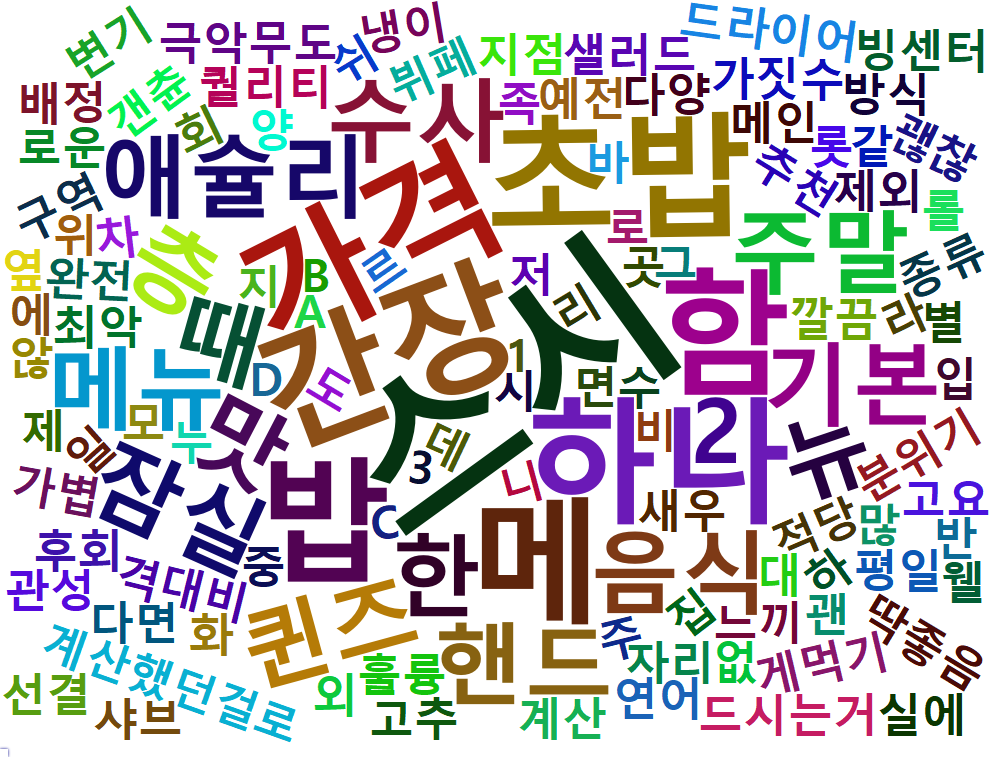 변기
극악무도
쉬
냉이
드라이어
빙센터
배정
갠춘
퀄리티
뷔페
지점
샐러드
가짓수
방식
로운
회
양
수사
족
예전
다양
메인
롯
같
괜찮
애슐리
가격
초밥
바
추천
제외
롤
구역
위
차
층
주말
종류
옆
완전
지
B
르
저
로
곳
그
에
최악
A
리
깔끔
라
별
않
때
간장
스시
함
기본
입
메뉴
맛
D
도
1
시
면수
제
글
모
누
데
비
2
뉴
가볍
잠실
밥
3
C
니
하나
분위기
새우
적당
많
고요
반
후회
격대비
중
한
메
음식
대
하
평일
웰
관성
다면
화
퀸즈
핸드
주
집
느끼
괜
딱좋음
계산했던걸로
외
훌륭
자리
없
게먹기
선결
샤브
고추
계산
연어
드시는거
실에